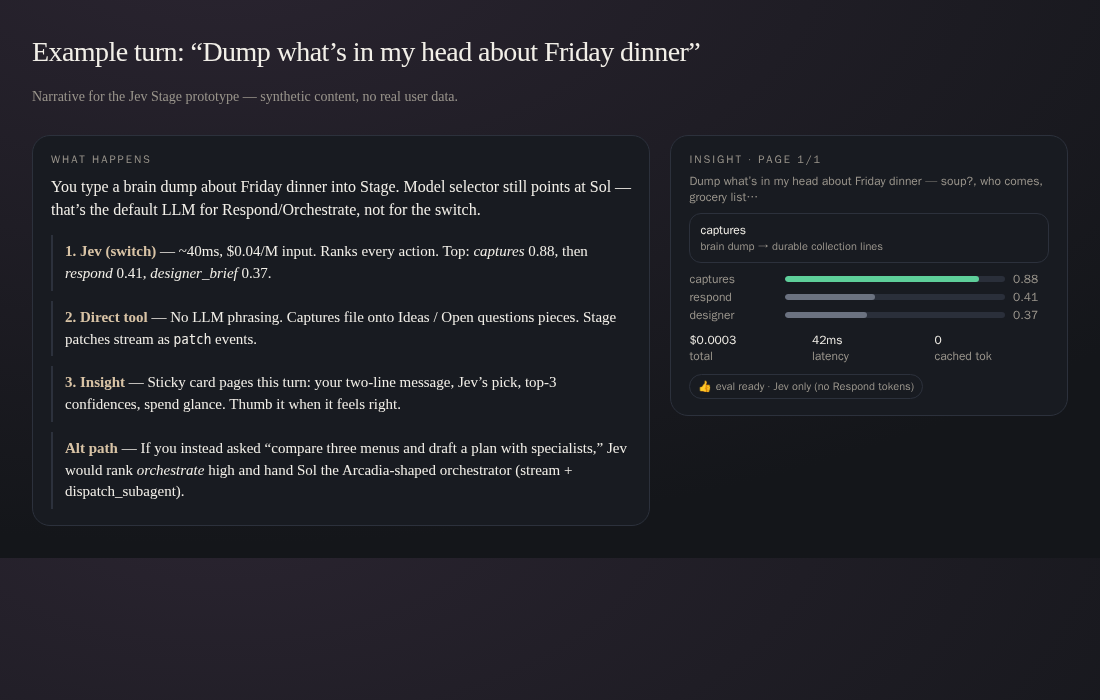 Example turn: “Dump what’s in my head about Friday dinner”
Narrative for the Jev Stage prototype — synthetic content, no real user data.
WHAT HAPPENS
You type a brain dump about Friday dinner into Stage. Model selector still points at Sol —
that’s the default LLM for Respond/Orchestrate, not for the switch.
1. Jev (switch) — ~40ms, $0.04/M input. Ranks every action. Top: captures 0.88, then
respond 0.41, designer_brief 0.37.
2. Direct tool — No LLM phrasing. Captures file onto Ideas / Open questions pieces. Stage
patches stream as patch events.
3. Insight — Sticky card pages this turn: your two-line message, Jev’s pick, top-3
confidences, spend glance. Thumb it when it feels right.
Alt path — If you instead asked “compare three menus and draft a plan with specialists,” Jev
would rank orchestrate high and hand Sol the Arcadia-shaped orchestrator (stream +
dispatch_subagent).
INSIGHT · PAGE 1/1
Dump what’s in my head about Friday dinner — soup?, who comes,
grocery list…
captures
brain dump → durable collection lines
captures 0.88
respond 0.41
designer 0.37
$0.0003 42ms 0
total latency cached tok
👍 eval ready · Jev only (no Respond tokens)